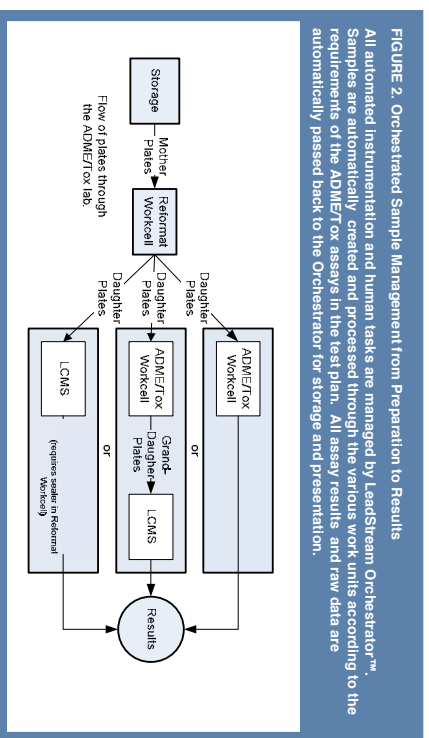 FIGURE 2. Orchestrated Sample Management from Preparation to Results
All automated instrumentation and human tasks are managed by LeadStream Orchestrator™.
Samples are automatically created and processed through the various work units according to the
requirements of the ADME/Tox assays in the test plan. All assay results and raw data are
automatically passed back to the Orchestrator for storage and presentation.
Storage
Mother
Plates
Reformat
Workcell
Flow of plates through
the ADME/Tox lab.
Daughter
Plates
ADME/Tox
Workcell
or
Daughter
Plates
ADME/Tox
Workcell
Grand-
Daugher-
Plates
LCMS
Results
or
Daughter
Plates
LCMS
(requires sealer in Reformat
Workcell)